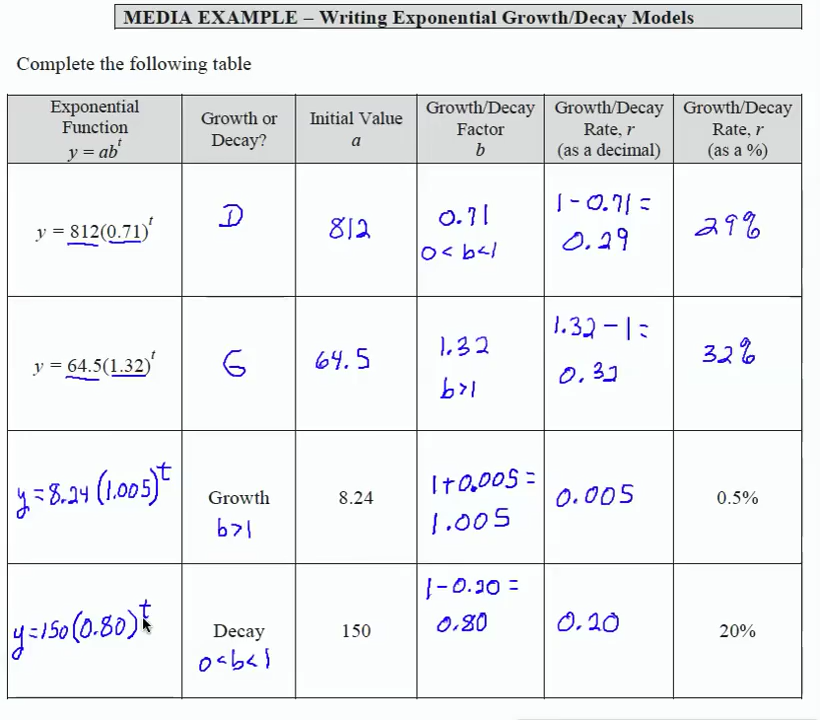 MEDIA EXAMPLE – Writing Exponential Growth/Decay Models
Complete the following table
Exponential
Function
y = ab^t
Growth or
Decay?
Initial Value
a
Growth/Decay
Factor
b
Growth/Decay
Rate, r
(as a decimal)
Growth/Decay
Rate, r
(as a %)
y = 812(0.71)^t
D
812
0.71
0 < b < 1
1 - 0.71 =
0.29
29%
y = 64.5(1.32)^t
G
64.5
1.32
b > 1
1.32 - 1 =
0.32
32%
y = 8.24(1.005)^t
Growth
b > 1
8.24
1 + 0.005 =
1.005
0.005
0.5%
y = 150(0.80)^t
Decay
0 < b < 1
150
1 - 0.20 =
0.80
0.20
20%